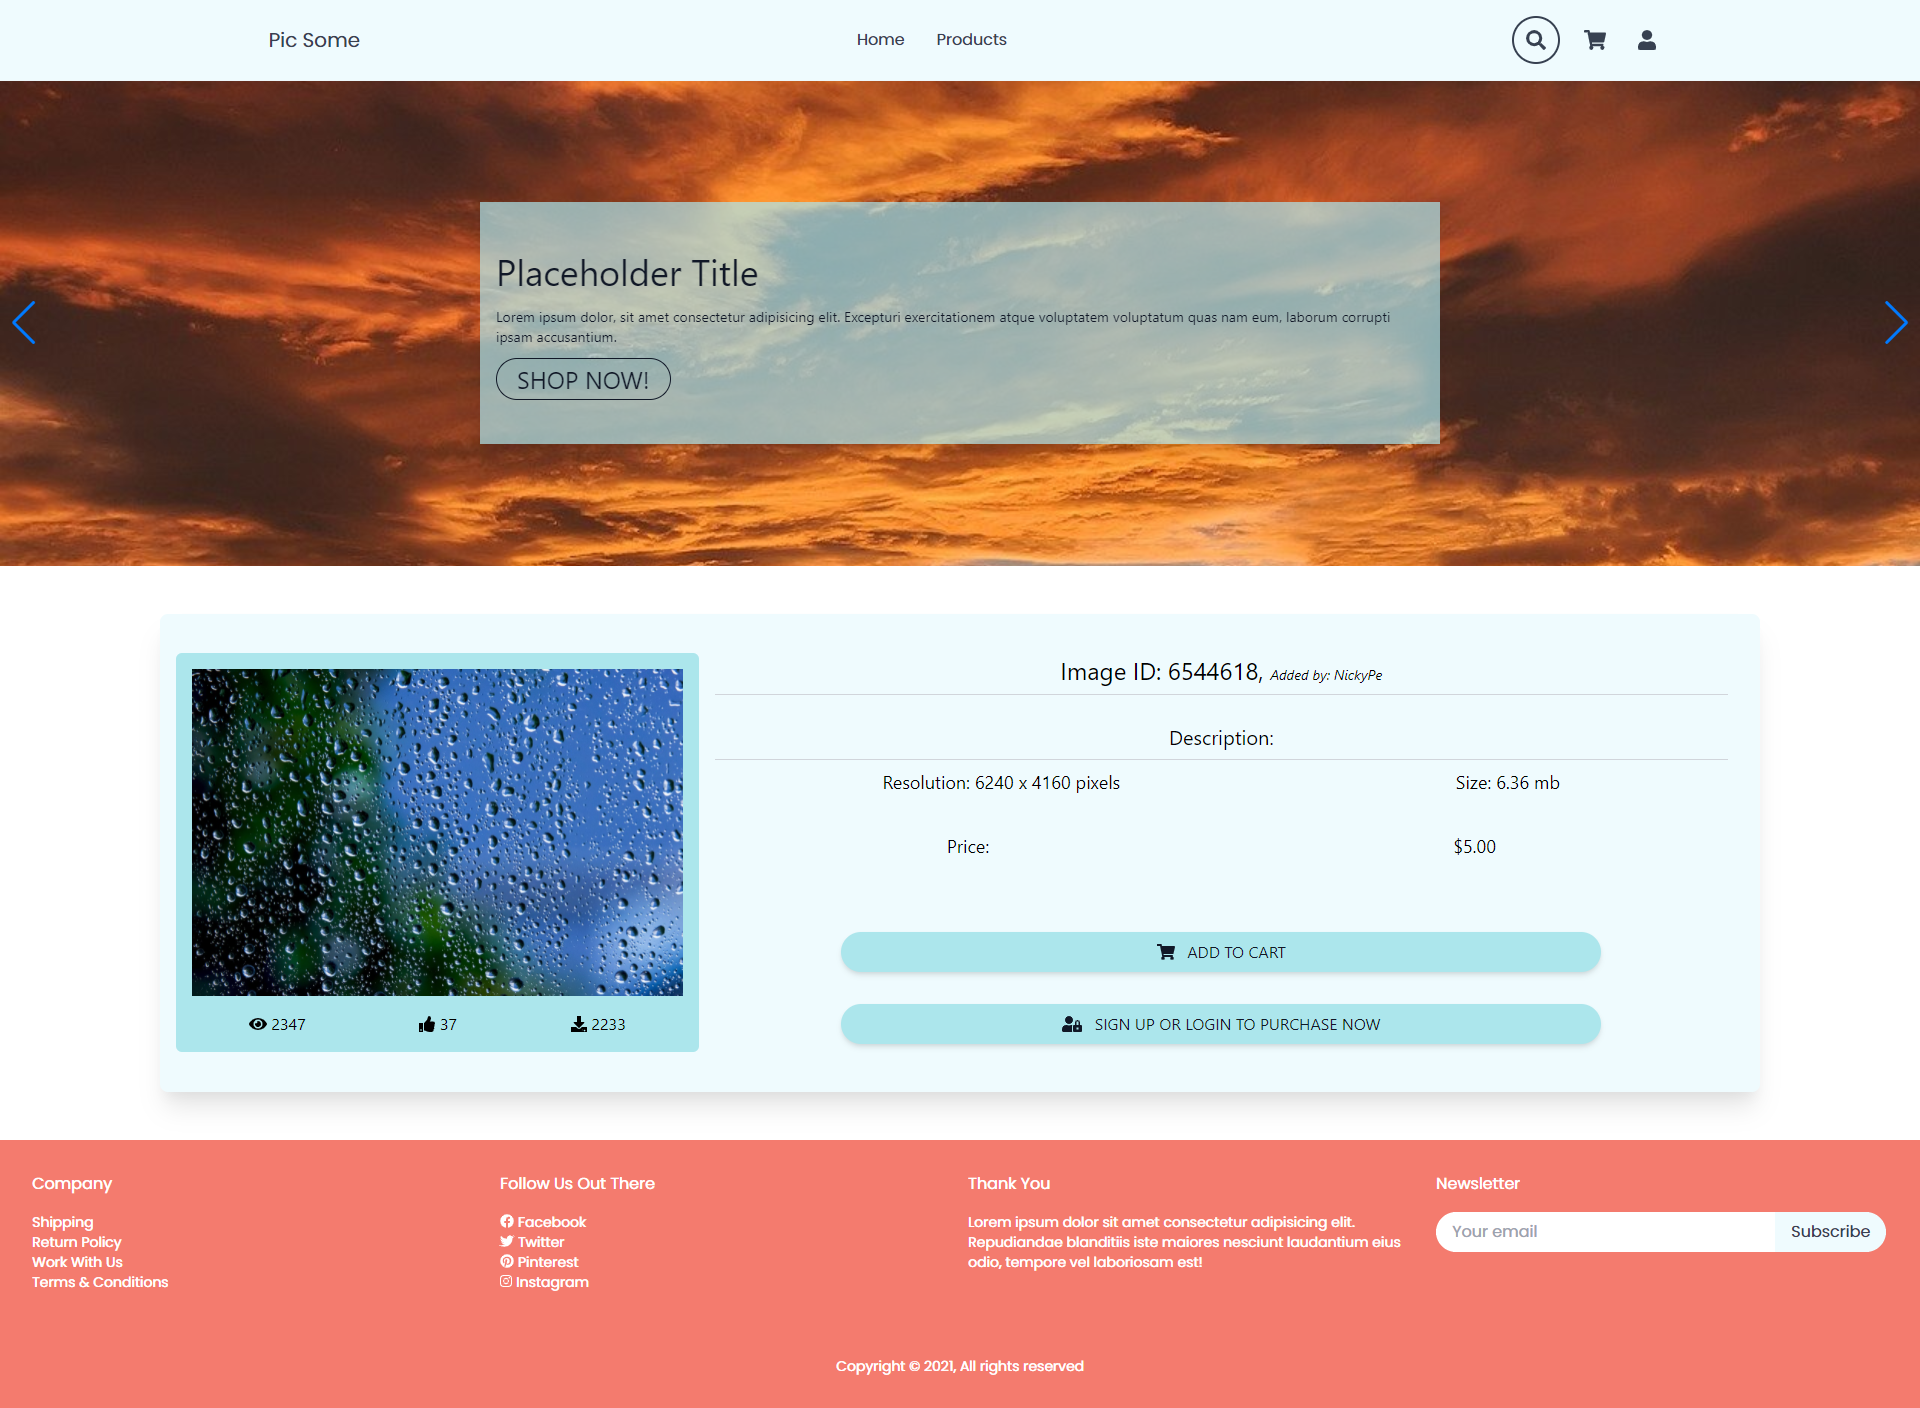 Pic Some
Home Products
Placeholder Title
Lorem ipsum dolor, sit amet consectetur adipisicing elit. Excepturi exercitationem atque voluptatem voluptatum quas nam eum, laborum corrupti
ipsam accusantium.
SHOP NOW!
Image ID: 6544618, Added by: NickyPe
Description:
Resolution: 6240 x 4160 pixels Size: 6.36 mb
Price: $5.00
ADD TO CART
SIGN UP OR LOGIN TO PURCHASE NOW
2347 37 2233
Company
Shipping
Return Policy
Work With Us
Terms & Conditions
Follow Us Out There
Facebook
Twitter
Pinterest
Instagram
Thank You
Lorem ipsum dolor sit amet consectetur adipisicing elit.
Repudiandae blanditiis iste maiores nesciunt laudantium eius
odio, tempore vel laboriosam est!
Newsletter
Your email Subscribe
Copyright © 2021, All rights reserved